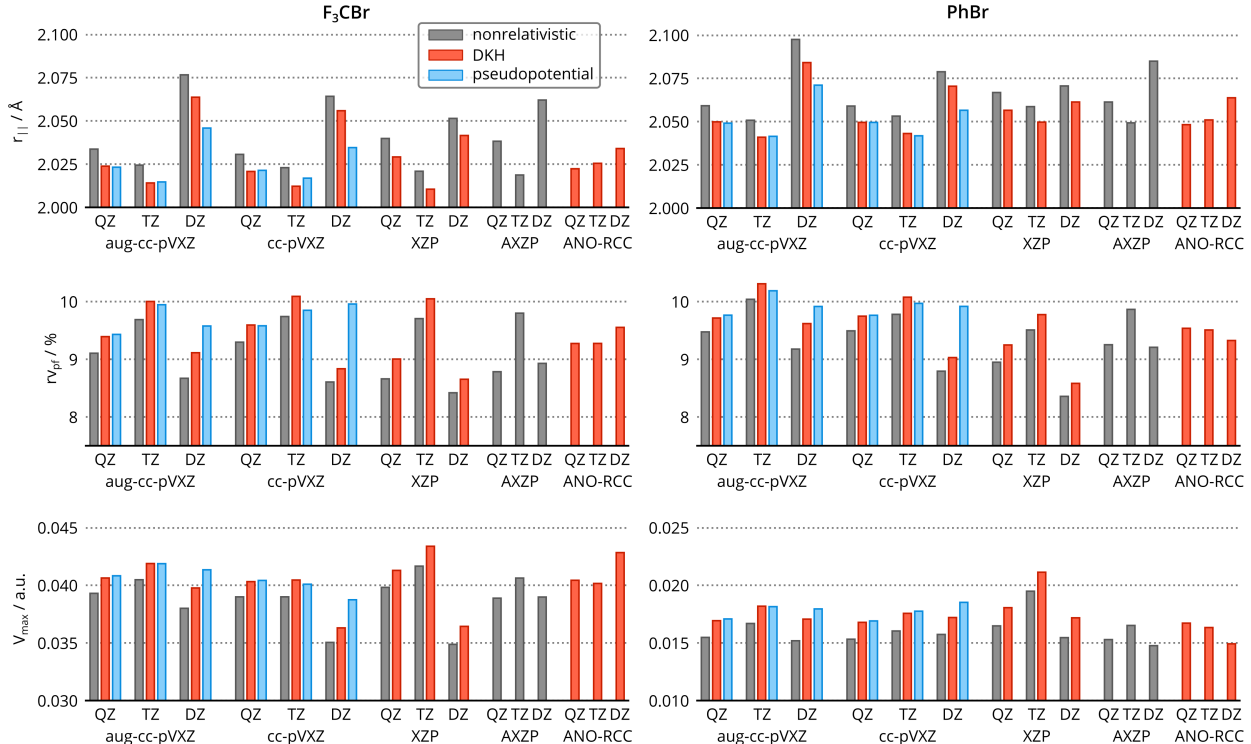 F₃CBr
PhBr
nonrelativistic
DKH
pseudopotential
r|| / Å
2.100
2.075
2.050
2.025
2.000
QZ TZ DZ QZ TZ DZ QZ TZ DZ QZ TZ DZ QZ TZ DZ
aug-cc-pVXZ cc-pVXZ XZP AXZP ANO-RCC
2.100
2.075
2.050
2.025
2.000
QZ TZ DZ QZ TZ DZ QZ TZ DZ QZ TZ DZ QZ TZ DZ
aug-cc-pVXZ cc-pVXZ XZP AXZP ANO-RCC
rvpf / %
10
9
8
QZ TZ DZ QZ TZ DZ QZ TZ DZ QZ TZ DZ QZ TZ DZ
aug-cc-pVXZ cc-pVXZ XZP AXZP ANO-RCC
10
9
8
QZ TZ DZ QZ TZ DZ QZ TZ DZ QZ TZ DZ QZ TZ DZ
aug-cc-pVXZ cc-pVXZ XZP AXZP ANO-RCC
Vmax / a.u.
0.045
0.040
0.035
0.030
QZ TZ DZ QZ TZ DZ QZ TZ DZ QZ TZ DZ QZ TZ DZ
aug-cc-pVXZ cc-pVXZ XZP AXZP ANO-RCC
0.025
0.020
0.015
0.010
QZ TZ DZ QZ TZ DZ QZ TZ DZ QZ TZ DZ QZ TZ DZ
aug-cc-pVXZ cc-pVXZ XZP AXZP ANO-RCC